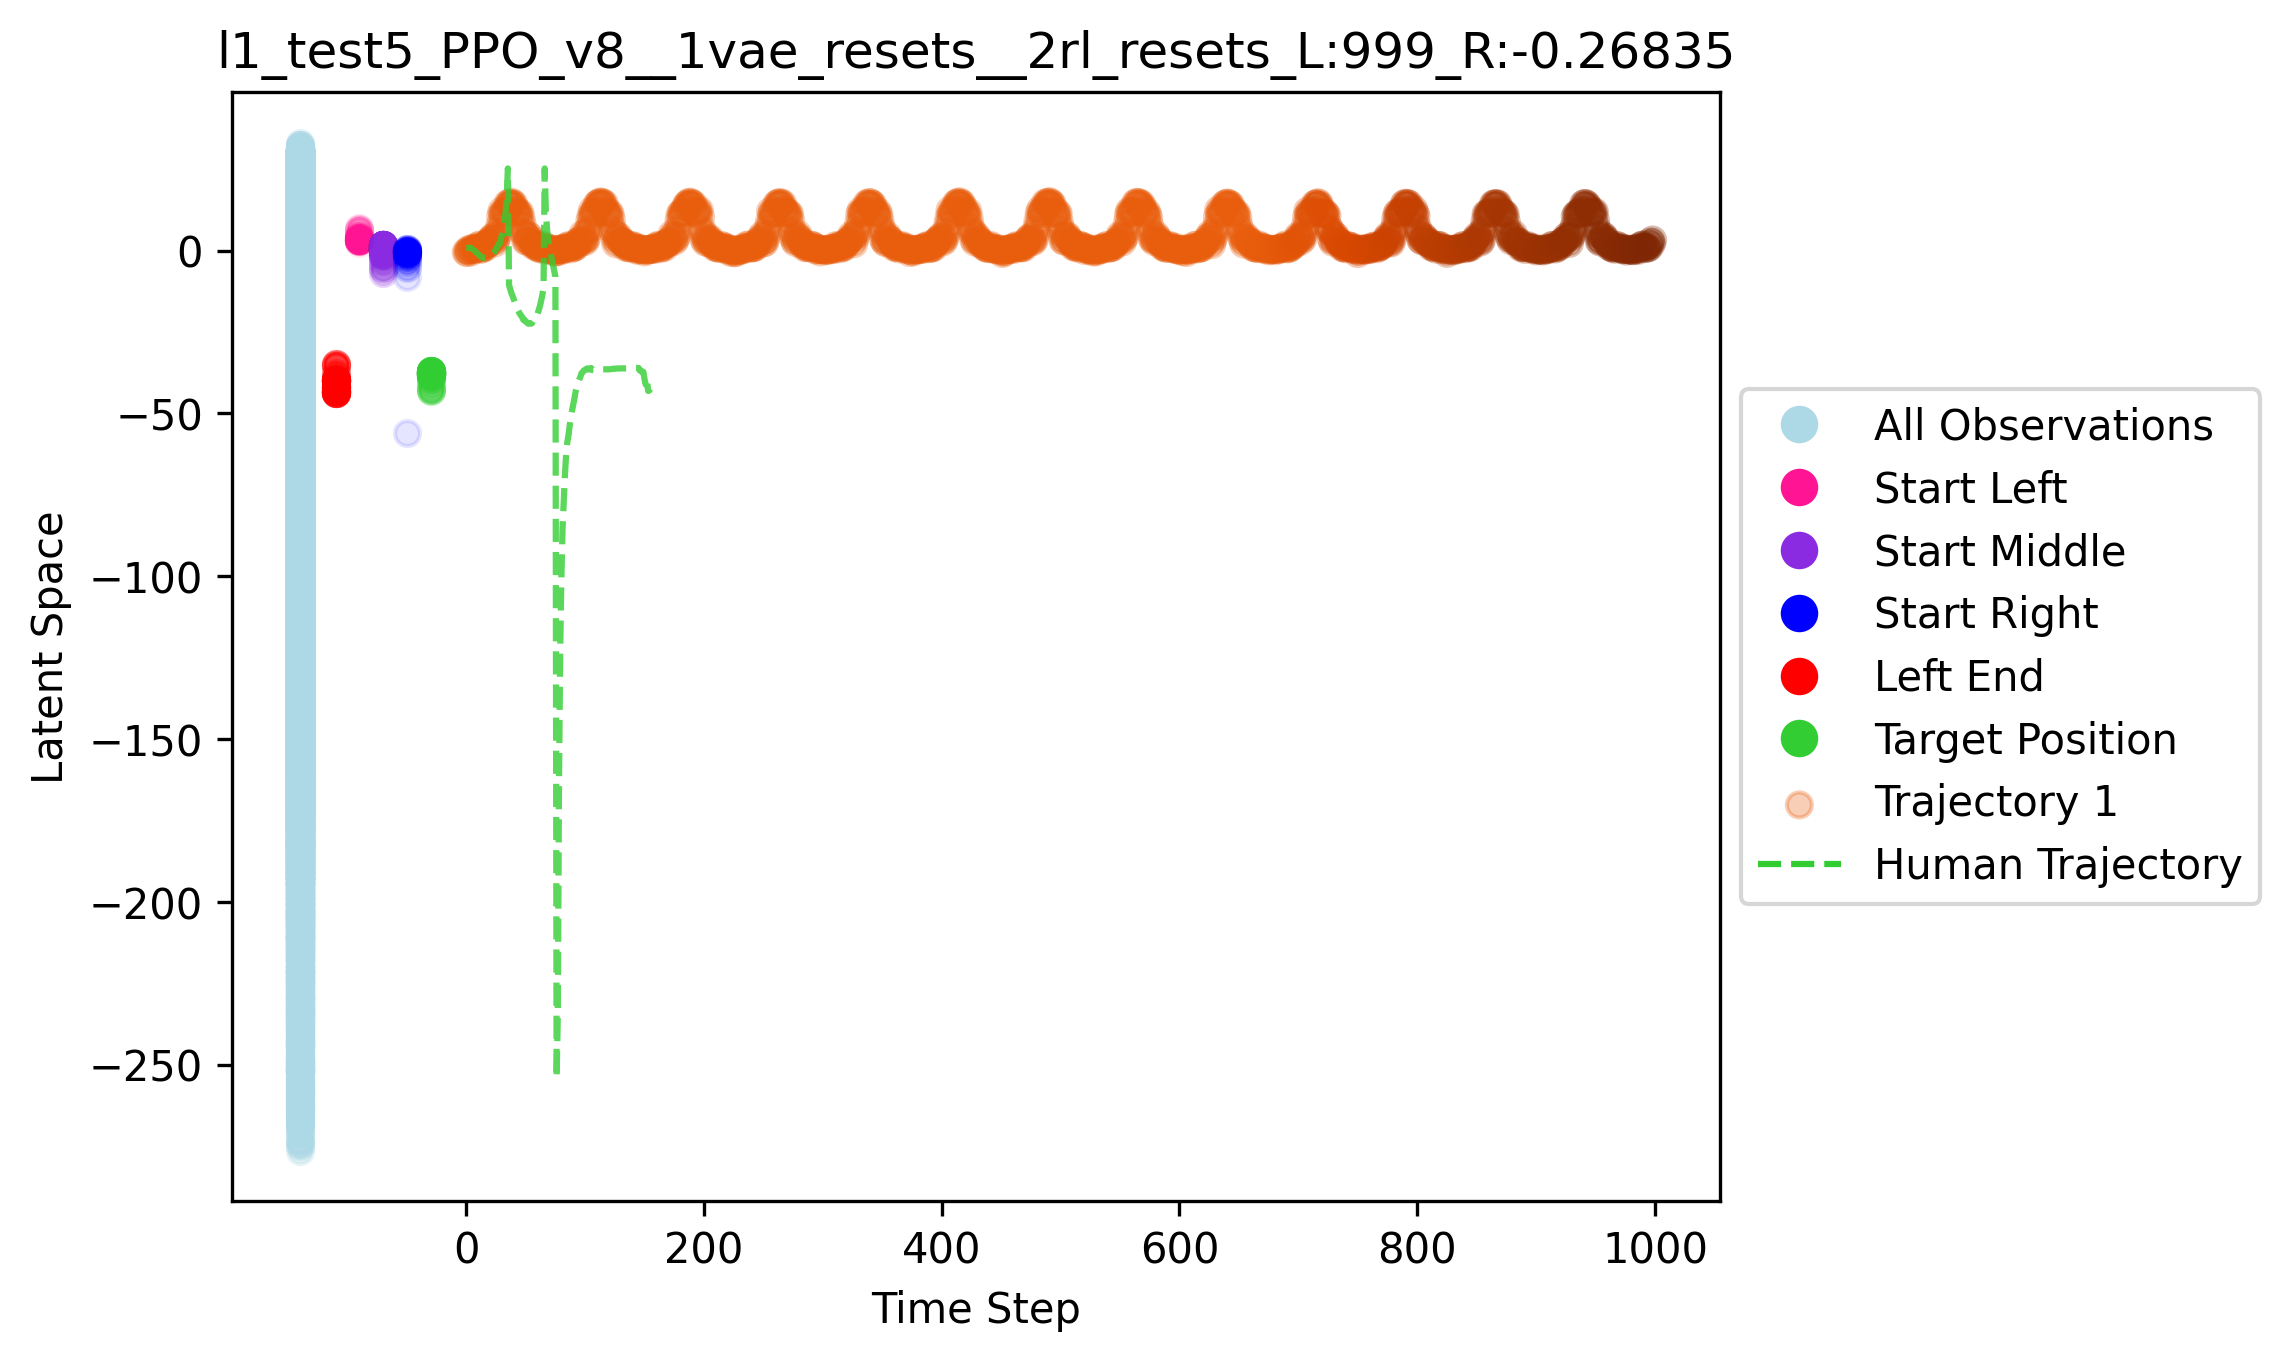 l1_test5_PPO_v8__1vae_resets__2rl_resets_L:999_R:-0.26835
Latent Space
0
−50
−100
−150
−200
−250
0 200 400 600 800 1000
Time Step
All Observations
Start Left
Start Middle
Start Right
Left End
Target Position
Trajectory 1
Human Trajectory